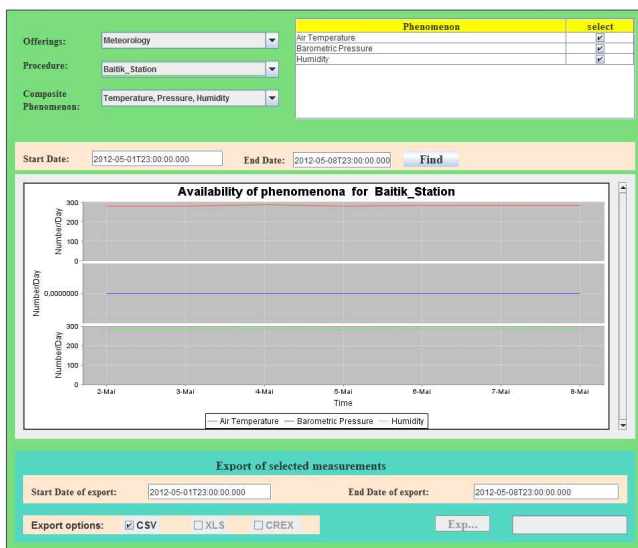 Offerings: Meteorology
Procedure: Baitik_Station
Composite Phenomenon: Temperature, Pressure, Humidity
Phenomenon select
Air Temperature
Barometric Pressure
Humidity
Start Date: 2012-05-01T23:00:00.000 End Date: 2012-05-08T23:00:00.000 Find
Availability of phenomenona for Baitik_Station
300
200
100
0
Number/Day
0,0000000
Number/Day
300
200
100
0
Number/Day
2-Mai 3-Mai 4-Mai 5-Mai 6-Mai 7-Mai 8-Mai
Time
Air Temperature Barometric Pressure Humidity
Export of selected measurements
Start Date of export: 2012-05-01T23:00:00.000 End Date of export: 2012-05-08T23:00:00.000
Export options: CSV XLS CREX Exp...